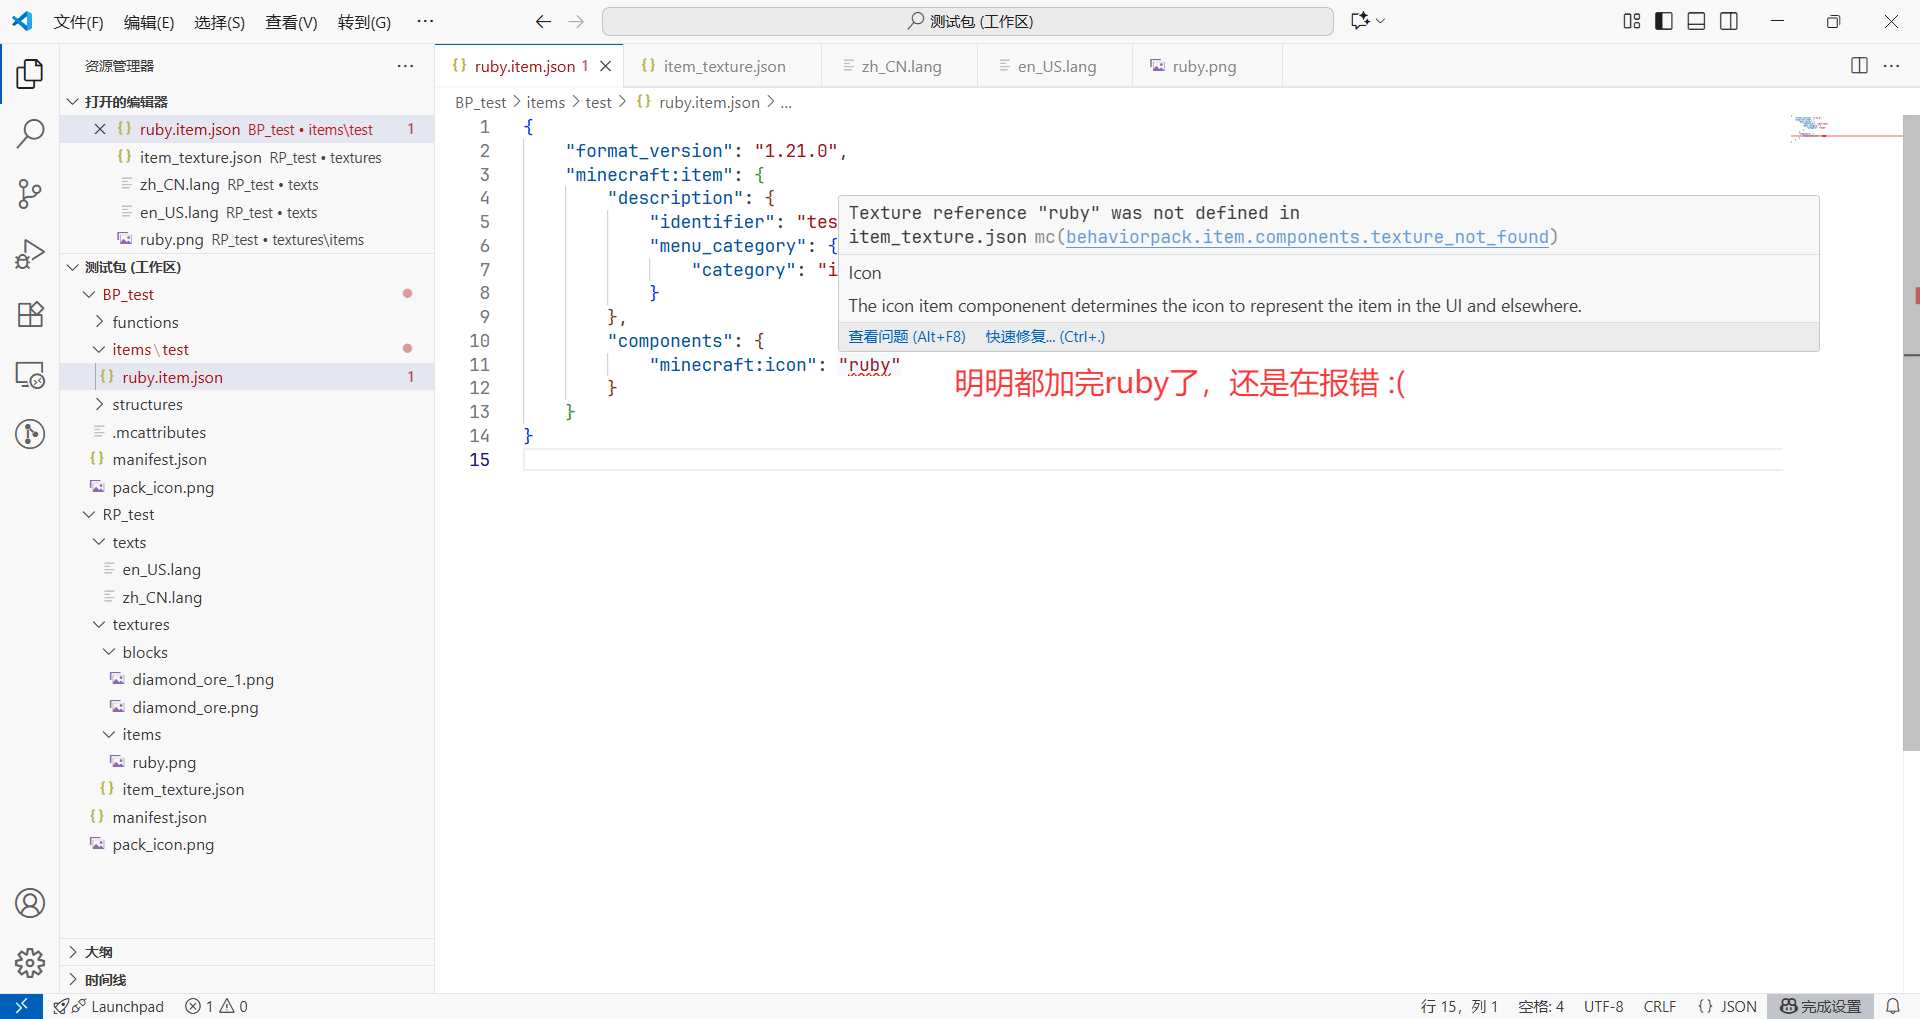 文件(F) 编辑(E) 选择(S) 查看(V) 转到(G) ··· 测试包 (工作区)
资源管理器 ···
打开的编辑器
ruby.item.json BP_test • items\test 1
item_texture.json RP_test • textures
zh_CN.lang RP_test • texts
en_US.lang RP_test • texts
ruby.png RP_test • textures\items
测试包 (工作区)
BP_test
functions
items\test
ruby.item.json 1
structures
.mcattributes
manifest.json
pack_icon.png
RP_test
texts
en_US.lang
zh_CN.lang
textures
blocks
diamond_ore_1.png
diamond_ore.png
items
ruby.png
item_texture.json
manifest.json
pack_icon.png
大纲
时间线
ruby.item.json 1 item_texture.json zh_CN.lang en_US.lang ruby.png ···
BP_test > items > test > {} ruby.item.json > ...
1 {
2 "format_version": "1.21.0",
3 "minecraft:item": {
4 "description": {
5 "identifier": "tes
6 "menu_category": {
7 "category": "i
8 }
9 },
10 "components": {
11 "minecraft:icon": "ruby"
12 }
13 }
14 }
15
Texture reference "ruby" was not defined in
item_texture.json mc(behaviorpack.item.components.texture_not_found)
Icon
The icon item componenent determines the icon to represent the item in the UI and elsewhere.
查看问题 (Alt+F8) 快速修复... (Ctrl+.)
明明都加完ruby了，还是在报错 :(
Launchpad 1 0 行 15，列 1 空格: 4 UTF-8 CRLF {} JSON 完成设置